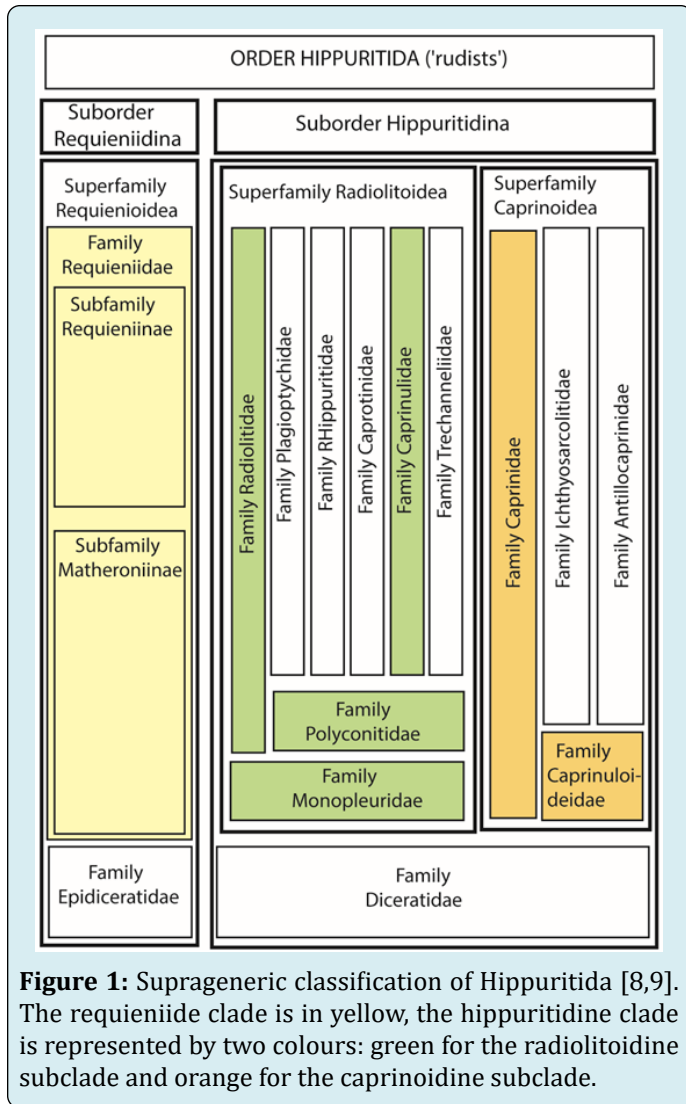 ORDER HIPPURITIDA ('rudists')
Suborder
Requieniidina
Suborder Hippuritidina
Superfamily
Requienioidea
Family
Requieniidae
Subfamily
Requieniinae
Subfamily
Matheroniinae
Family
Epidiceratidae
Superfamily Radiolitoidea
Family Radiolitidae
Family Plagioptychidae
Family RHippuritidae
Family Caprotinidae
Family Caprinulidae
Family Trechanneliidae
Family
Polyconitidae
Family
Monopleuridae
Superfamily
Caprinoidea
Family Caprinidae
Family Ichthyosarcolitidae
Family Antillocaprinidae
Family
Caprinuloi-
deidae
Family
Diceratidae
Figure 1: Suprageneric classification of Hippuritida [8,9].
The requieniide clade is in yellow, the hippuritidine clade
is represented by two colours: green for the radiolitoidine
subclade and orange for the caprinoidine subclade.